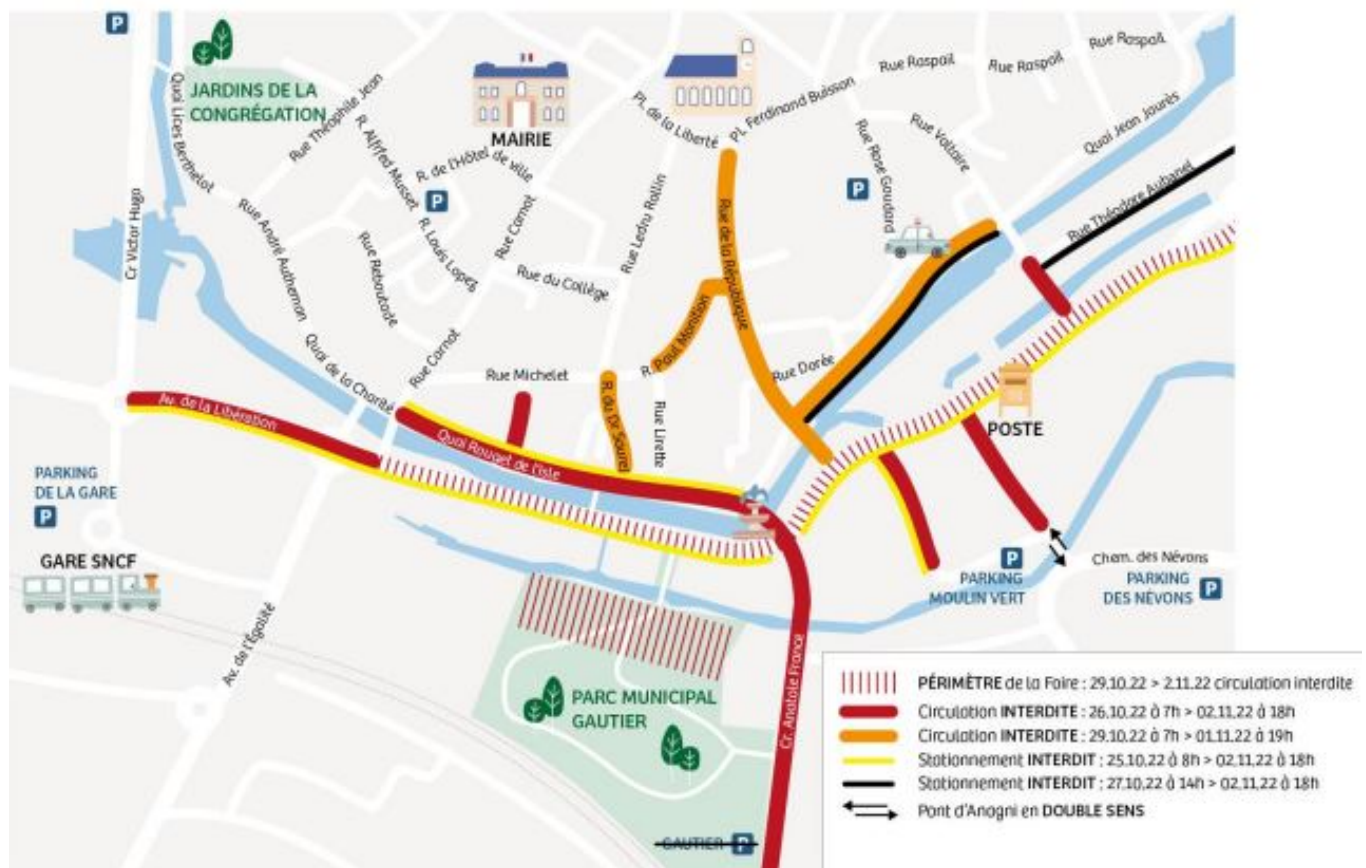 P
JARDINS DE LA
CONGRÉGATION
MAIRIE
P
P
Quai Lices Berthelot
Cr Victor Hugo
Rue Théophile Jean
R. Alfrfed Musset
R. de l'Hôtel de ville
R. Louis Lopez
Rue Carnot
Rue Ledru Rollin
Pl. de la Liberté
Pl. Ferdinand Buisson
Rue Raspail
Rue Raspail
Rue Raspail
Rue Rose Goudard
Rue Voltaire
Quai Jean Jaurès
Rue Théodore Aubanel
Rue André Autheman
Rue Reboutade
Rue du Collège
Rue de la République
R. Paul Monition
Quai de la Charité
Rue Carnot
Rue Michelet
R. du Dr Sourel
Rue Lirette
Rue Dorée
Av. de la Libération
Quai Rouget de l'isle
POSTE
PARKING
DE LA GARE
P
GARE SNCF
Av. de l'Égalité
P
PARKING
MOULIN VERT
Chem. des Névons
PARKING
DES NÉVONS P
PARC MUNICIPAL
GAUTIER
Cr. Anatole France
GAUTIER P
PÉRIMÈTRE de la Foire : 29.10.22 > 2.11.22 circulation interdite
Circulation INTERDITE : 26.10.22 à 7h > 02.11.22 à 18h
Circulation INTERDITE : 29.10.22 à 7h > 01.11.22 à 19h
Stationnement INTERDIT : 25.10.22 à 8h > 02.11.22 à 18h
Stationnement INTERDIT : 27.10.22 à 14h > 02.11.22 à 18h
Pont d'Anagni en DOUBLE SENS